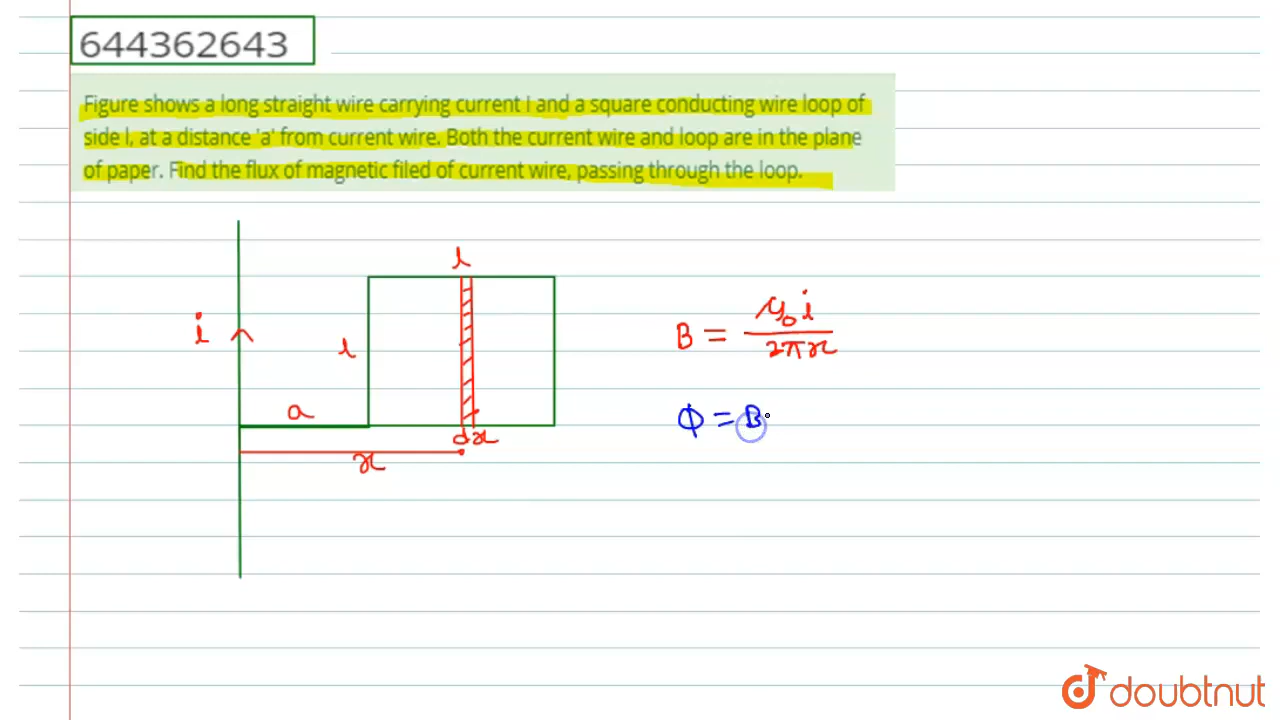 644362643
Figure shows a long straight wire carrying current I and a square conducting wire loop of
side l, at a distance 'a' from current wire. Both the current wire and loop are in the plane
of paper. Find the flux of magnetic filed of current wire, passing through the loop.
l
i
l
a
dx
x
B = μ₀i / 2πx
Φ = B
doubtnut